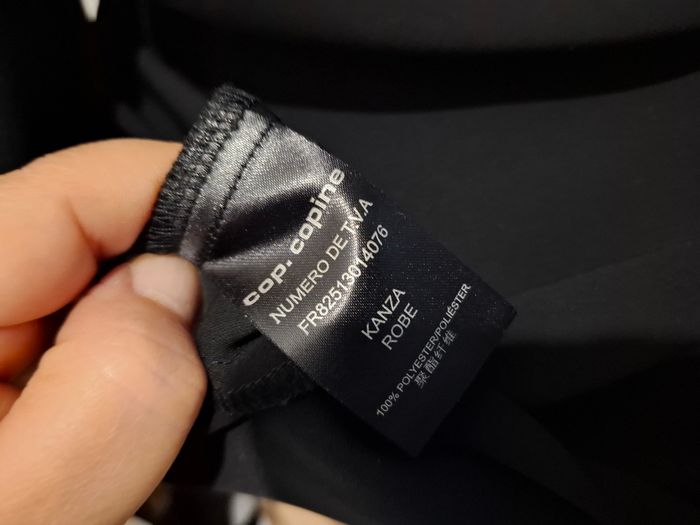 cop. copine
NUMERO DE T.V.A
FR82513014076
KANZA
ROBE
100% POLYESTER/POLIÉSTER
聚酯纤维